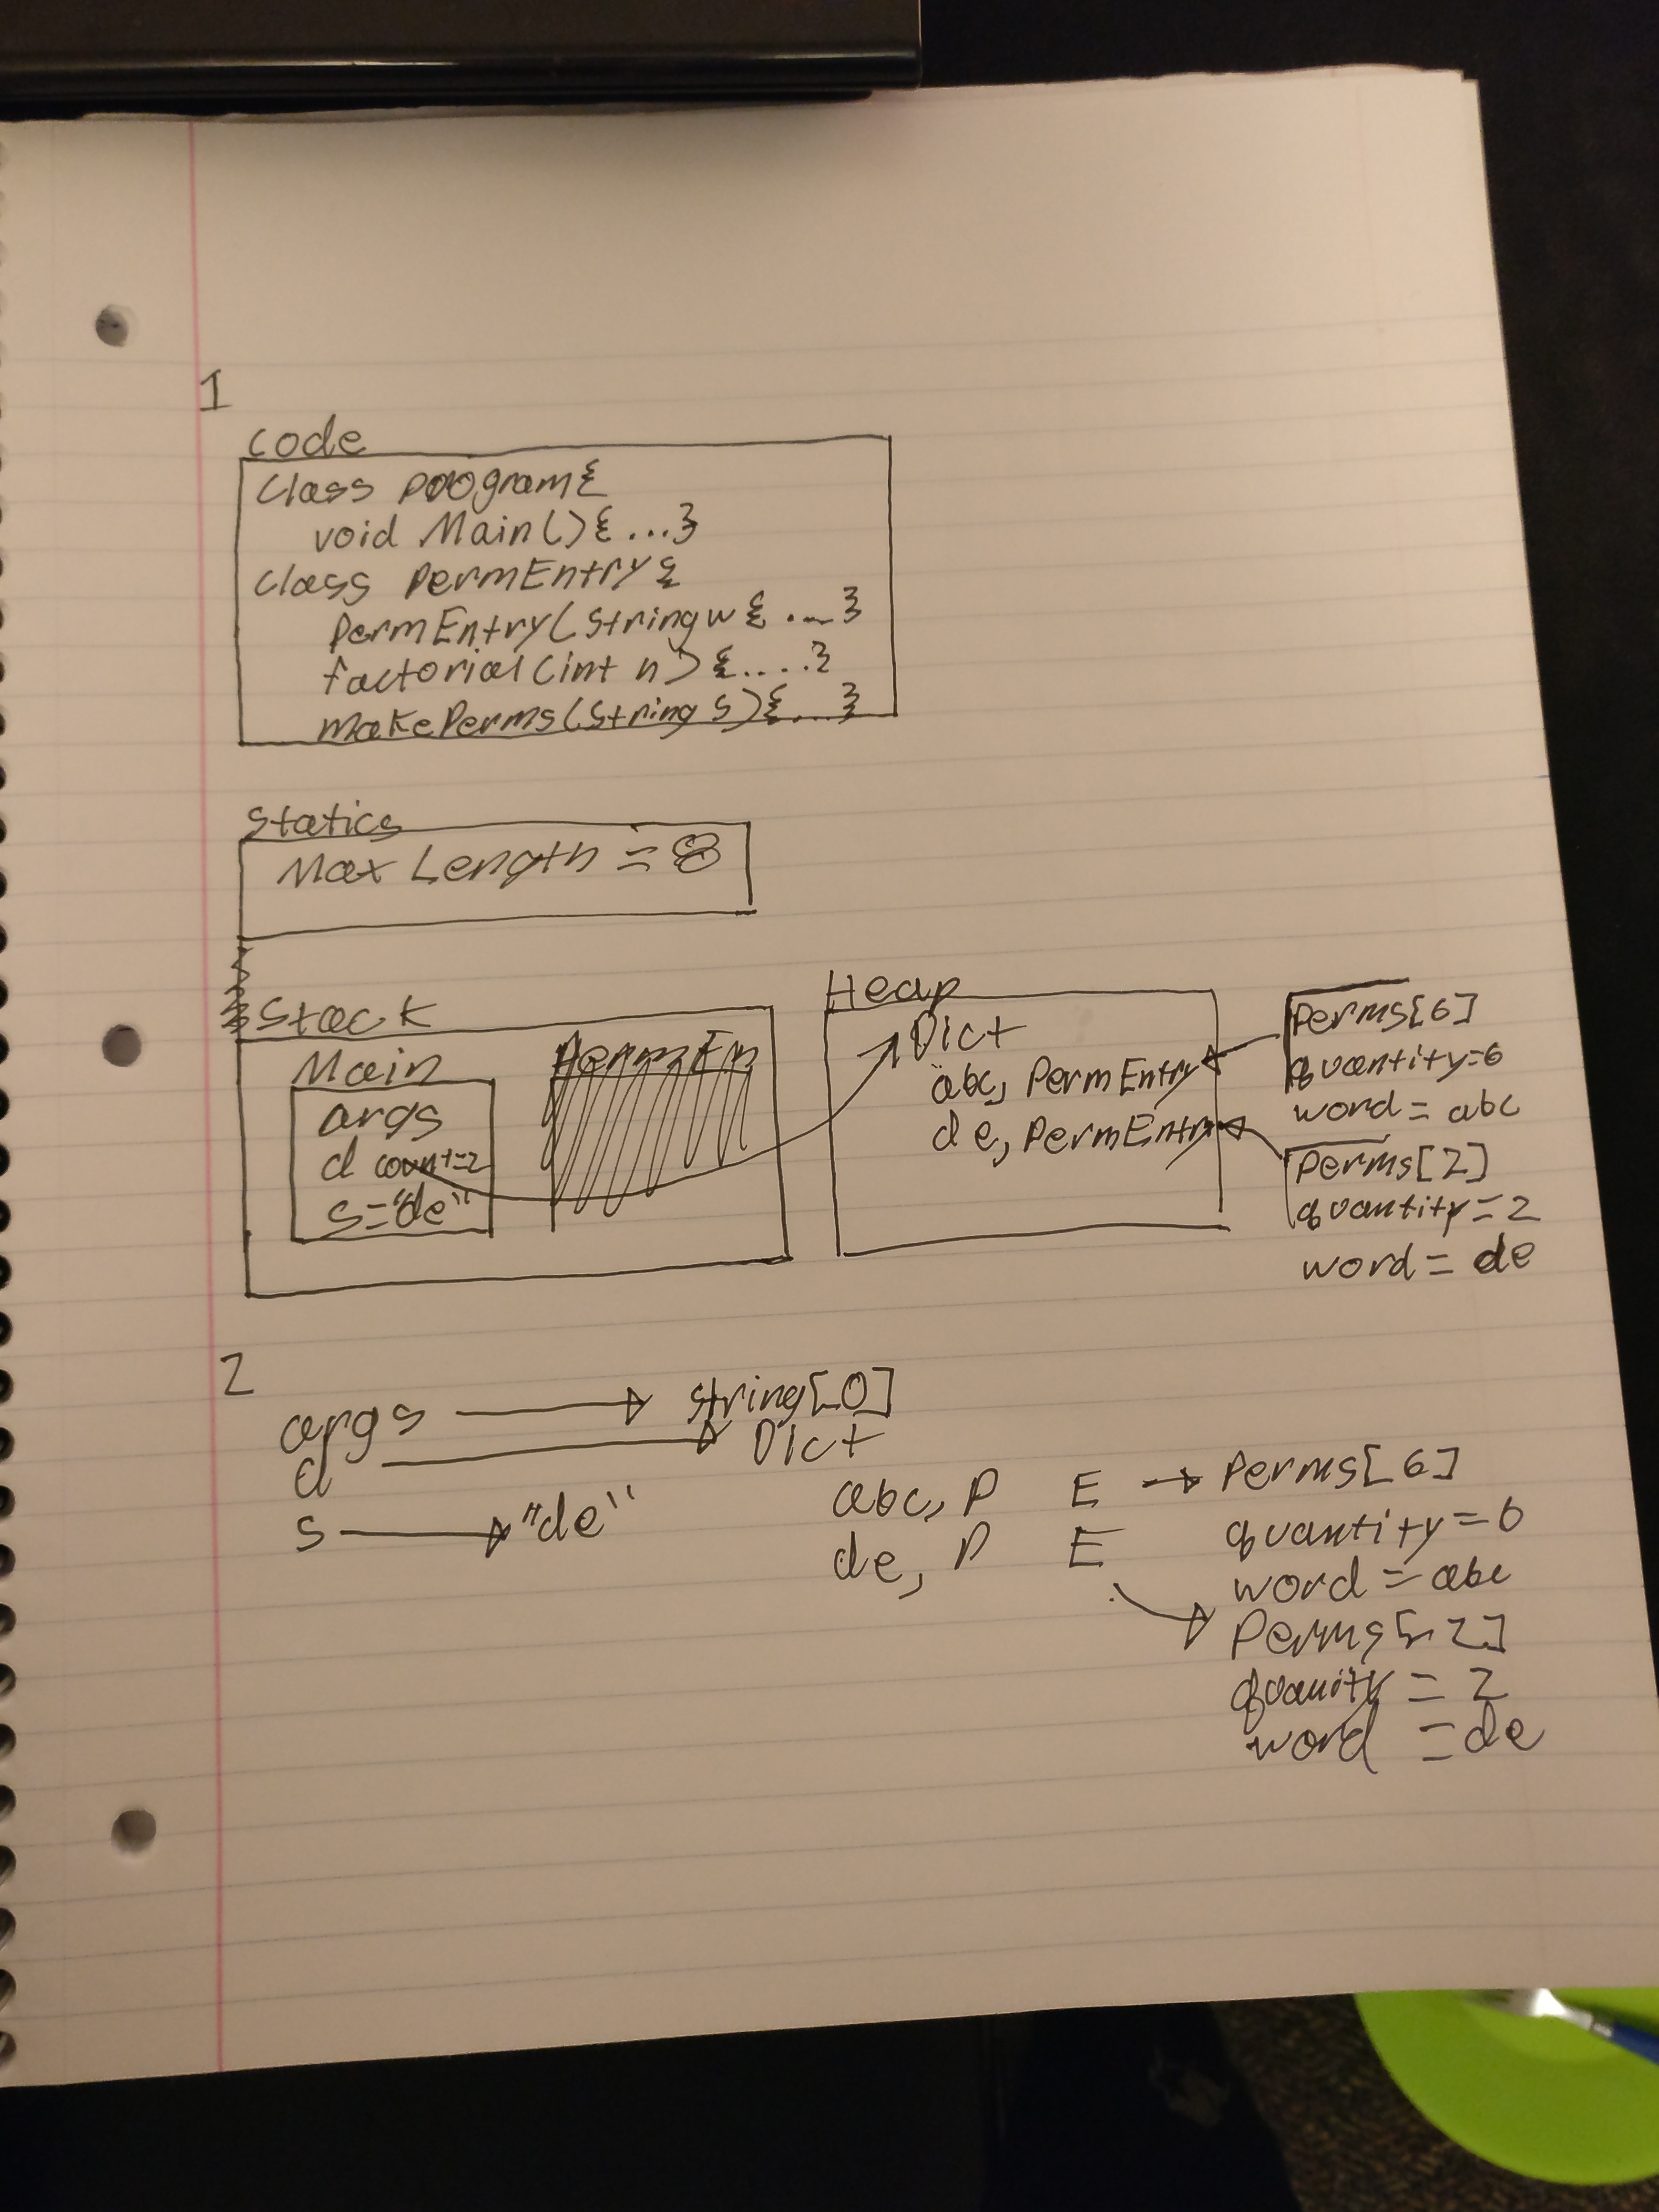 1
code
class poogram{
void Main(){...}
class PermEntry{
PermEntry(string w{...}
factorial(int n){....}
makePerms(string s){...}
statics
Max Length = 8
Stack
Main
args
d count=2
s="de"
Heap
Dict
abc, PermEntry
de, PermEntry
Perms[6]
quantity=6
word = abc
Perms[2]
quantity=2
word = de
2
args string[0]
d Dict
s "de"
abc, P E Perms[6]
quantity=6
word = abc
de, P E
Perms[2]
quanity = 2
word = de